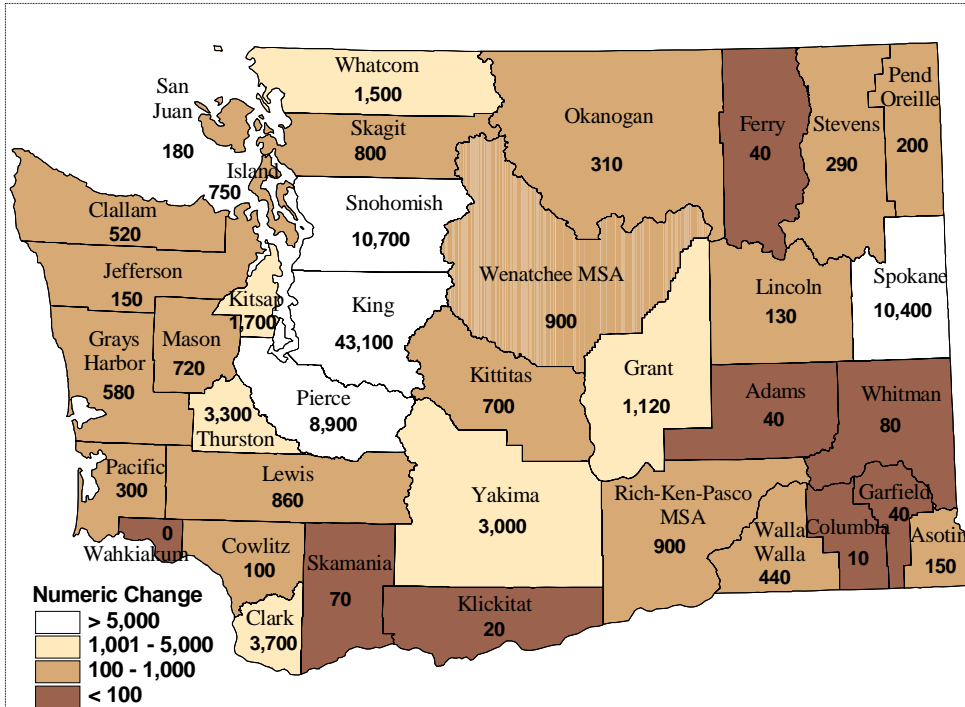 Whatcom
1,500
San
Juan
180
Skagit
800
Island
750
Okanogan
310
Ferry
40
Stevens
290
Pend
Oreille
200
Clallam
520
Snohomish
10,700
Jefferson
150
Kitsap
1,700
King
43,100
Wenatchee MSA
900
Lincoln
130
Spokane
10,400
Grays
Harbor
580
Mason
720
Kittitas
700
Grant
1,120
Adams
40
Whitman
80
3,300
Thurston
Pierce
8,900
Pacific
300
Lewis
860
Yakima
3,000
Rich-Ken-Pasco
MSA
900
Walla
Walla
440
Columbia
10
Garfield
40
Asotin
150
0
Wahkiakum
Cowlitz
100
Skamania
70
Klickitat
20
Clark
3,700
Numeric Change
> 5,000
1,001 - 5,000
100 - 1,000
< 100